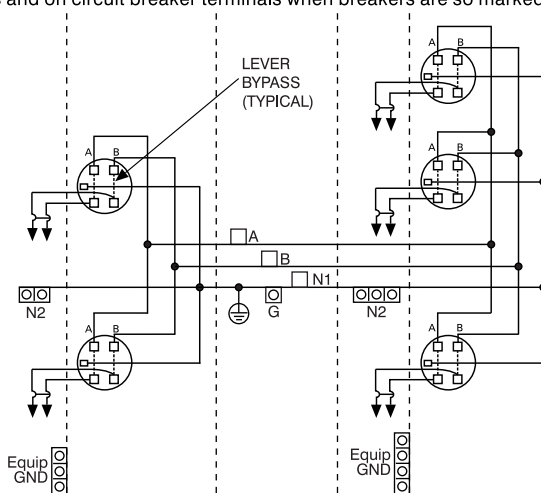 s and on circuit breaker terminals when breakers are so marked
A B
LEVER
BYPASS
(TYPICAL)
A B
A B
A
B
N1
N2
G
N2
A B
A B
Equip
GND
Equip
GND